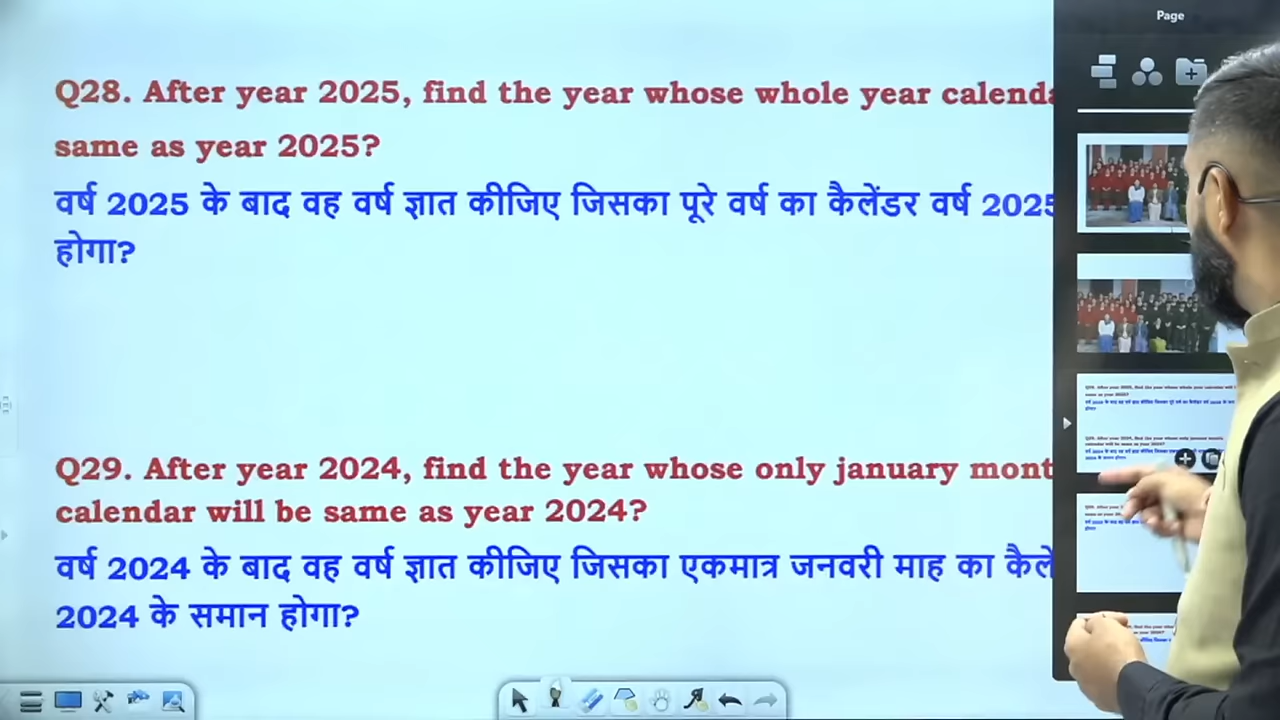 Page
Q28. After year 2025, find the year whose whole year calenda
same as year 2025?
वर्ष 2025 के बाद वह वर्ष ज्ञात कीजिए जिसका पूरे वर्ष का कैलेंडर वर्ष 2025
होगा?
Q29. After year 2024, find the year whose only january mont
calendar will be same as year 2024?
वर्ष 2024 के बाद वह वर्ष ज्ञात कीजिए जिसका एकमात्र जनवरी माह का कैलें
2024 के समान होगा?